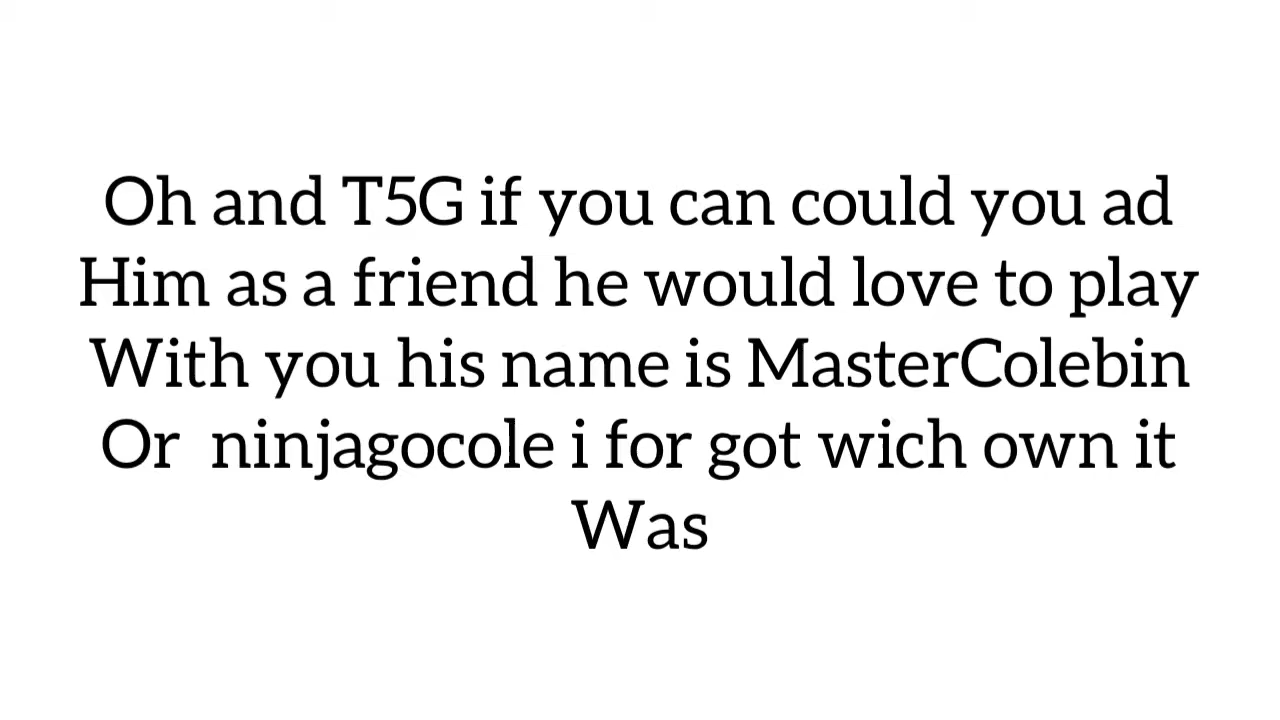 Oh and T5G if you can could you ad
Him as a friend he would love to play
With you his name is MasterColebin
Or  ninjagocole i for got wich own it
Was